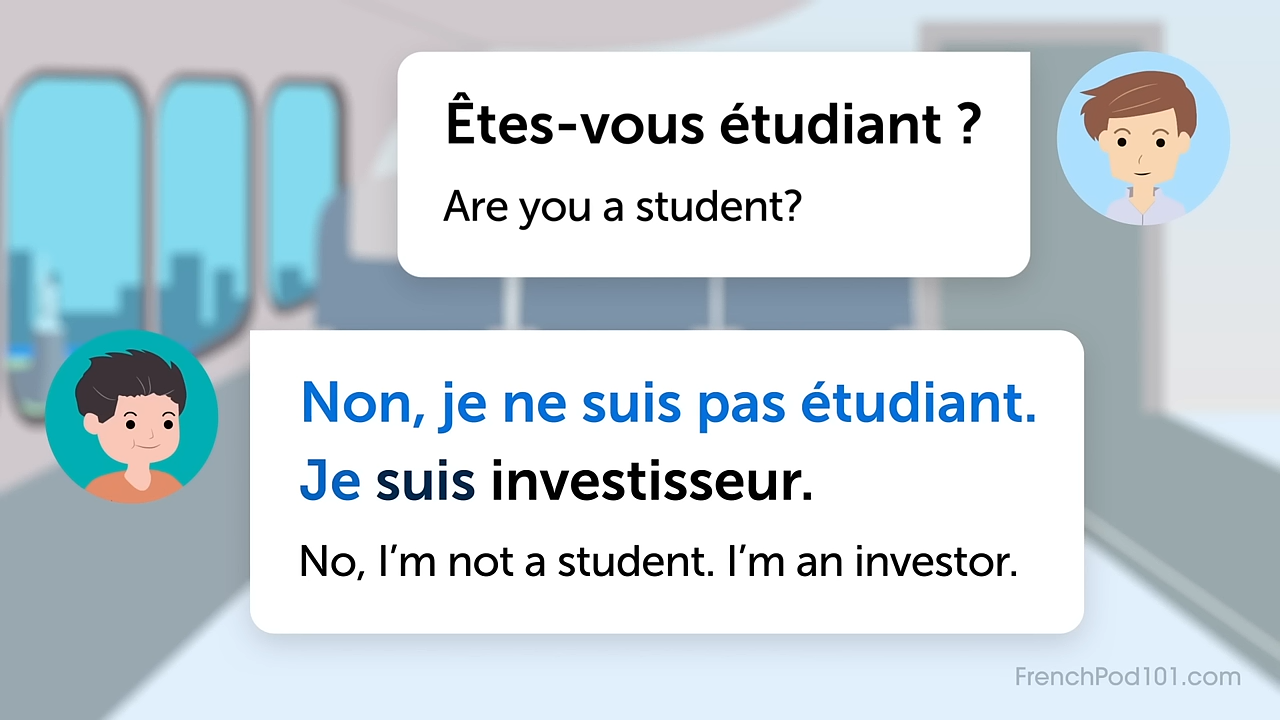 Êtes-vous étudiant ?
Are you a student?
Non, je ne suis pas étudiant.
Je suis investisseur.
No, I’m not a student. I’m an investor.
FrenchPod101.com